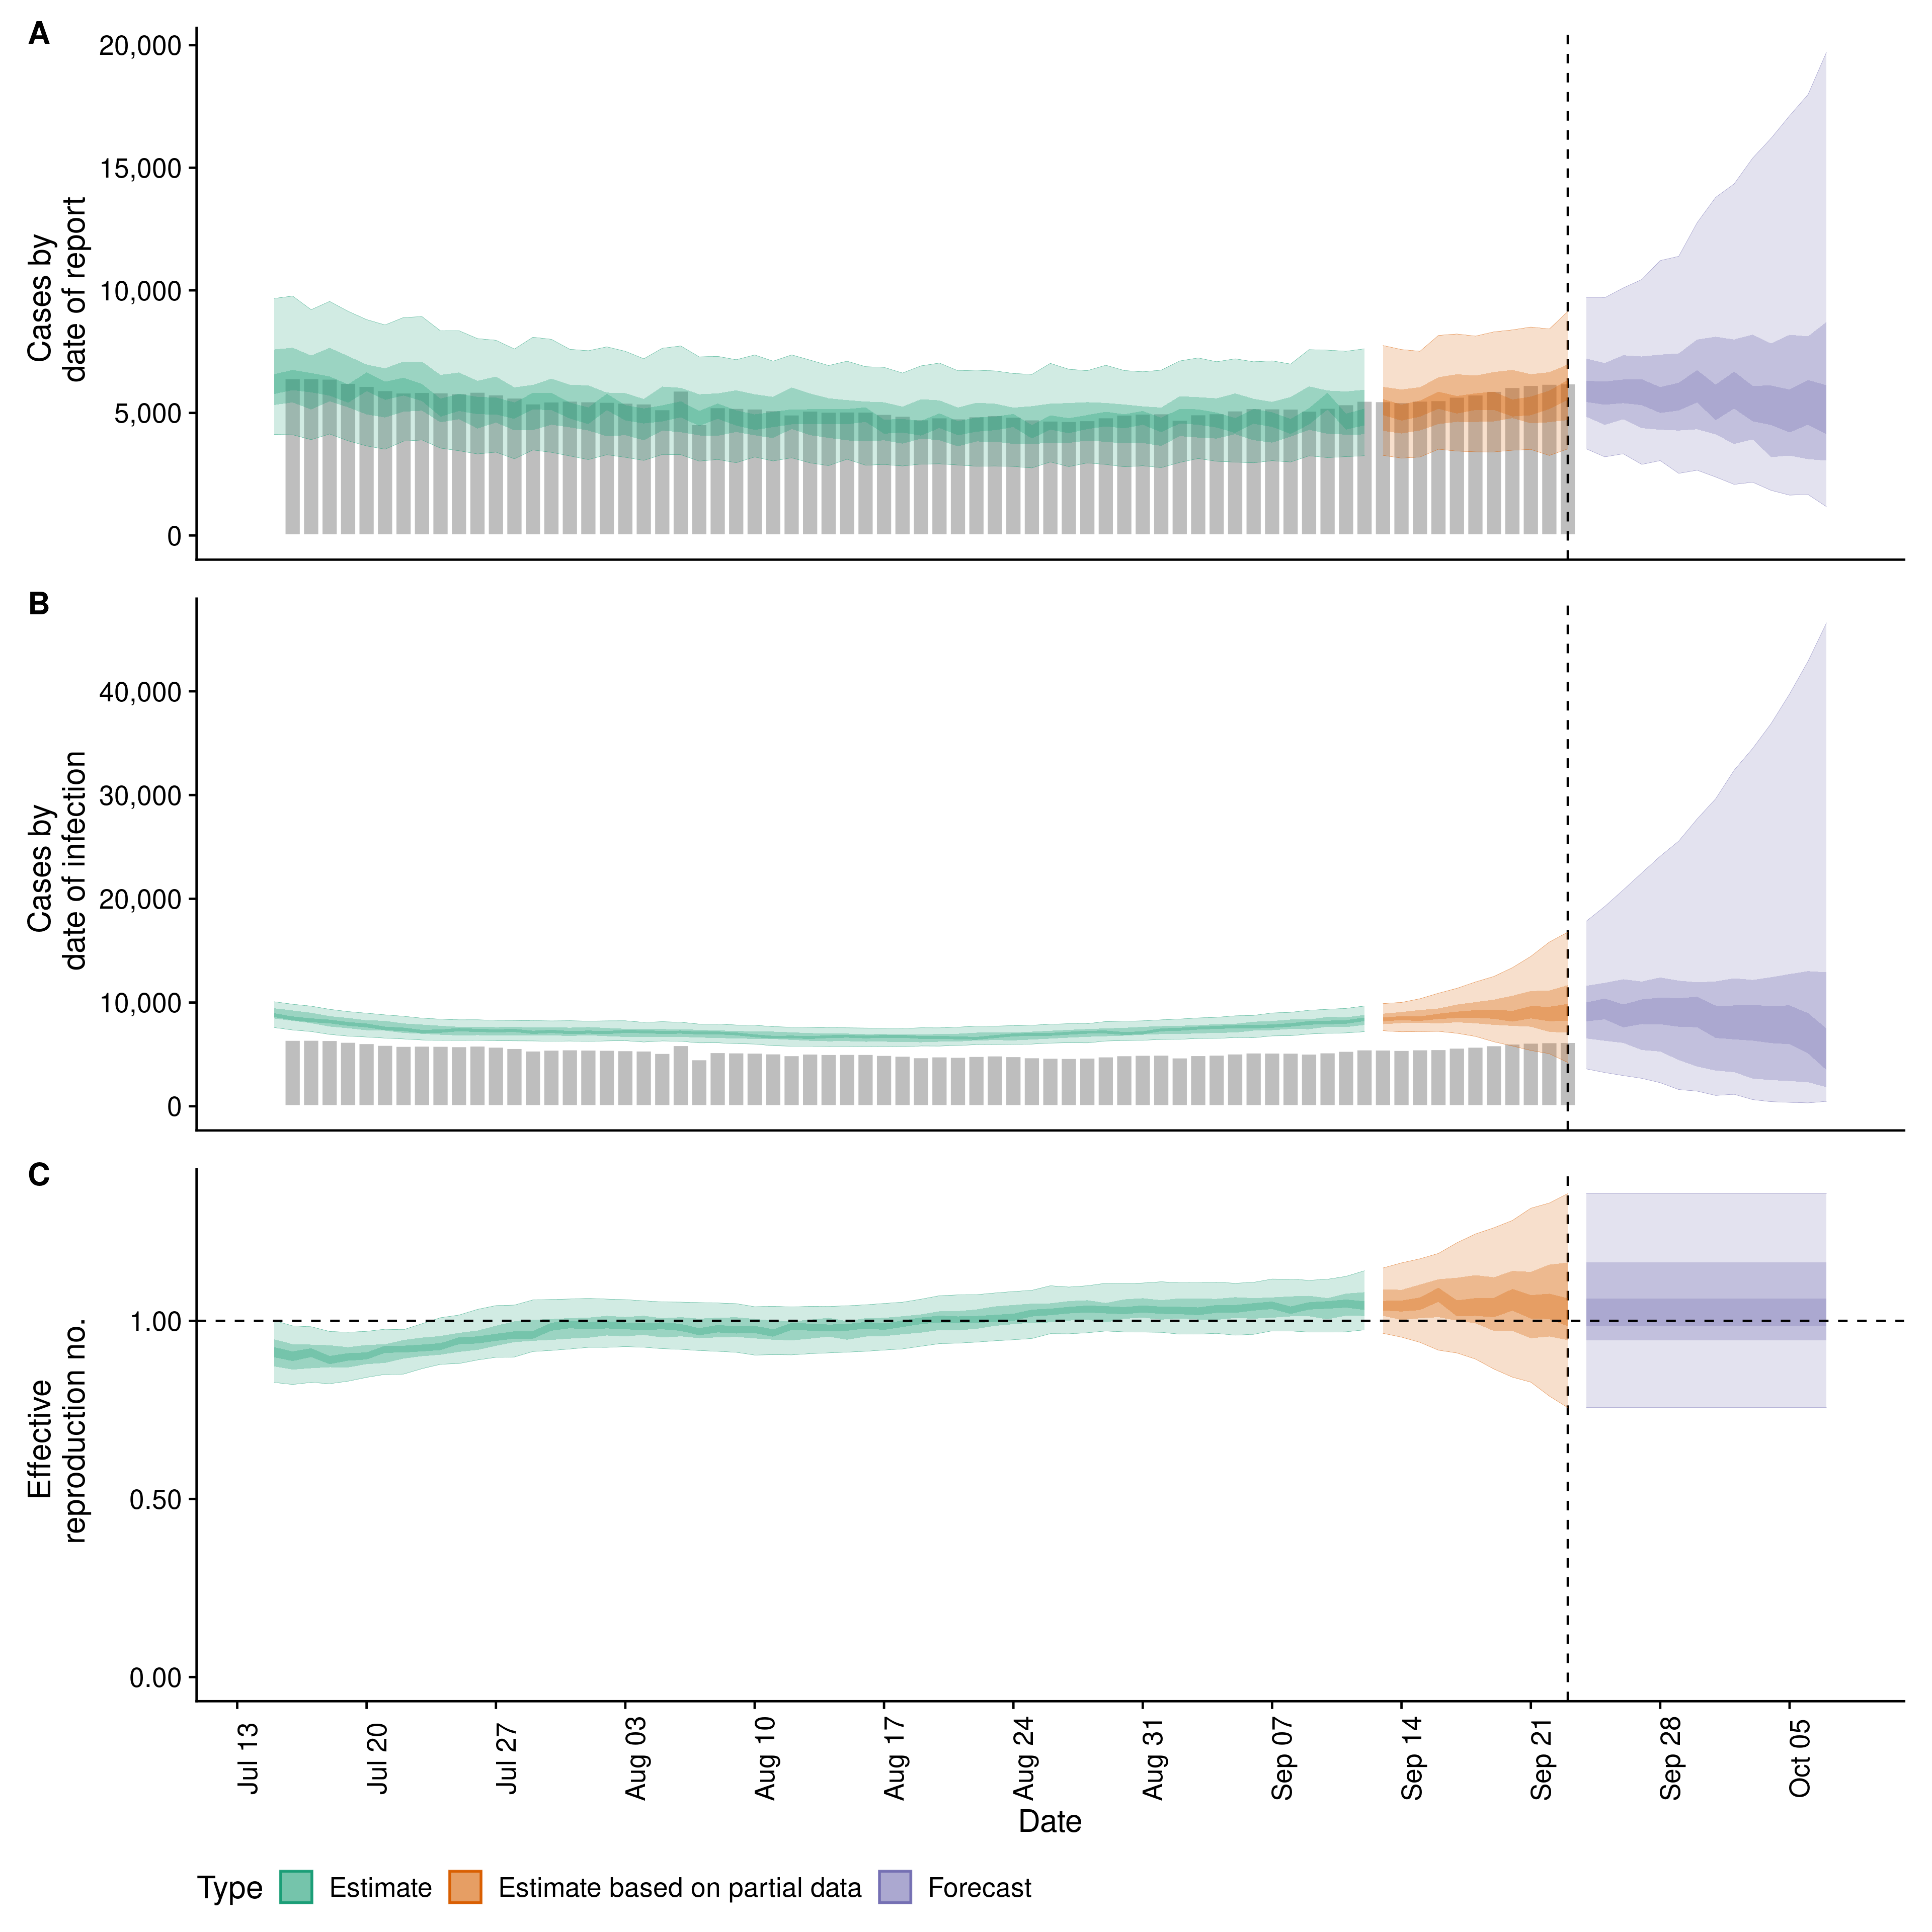 A
20,000
15,000
10,000
5,000
0
Cases by
date of report
B
40,000
30,000
20,000
10,000
0
Cases by
date of infection
C
1.00
0.50
0.00
Effective
reproduction no.
Jul 13
Jul 20
Jul 27
Aug 03
Aug 10
Aug 17
Aug 24
Aug 31
Sep 07
Sep 14
Sep 21
Sep 28
Oct 05
Date
Type Estimate Estimate based on partial data Forecast